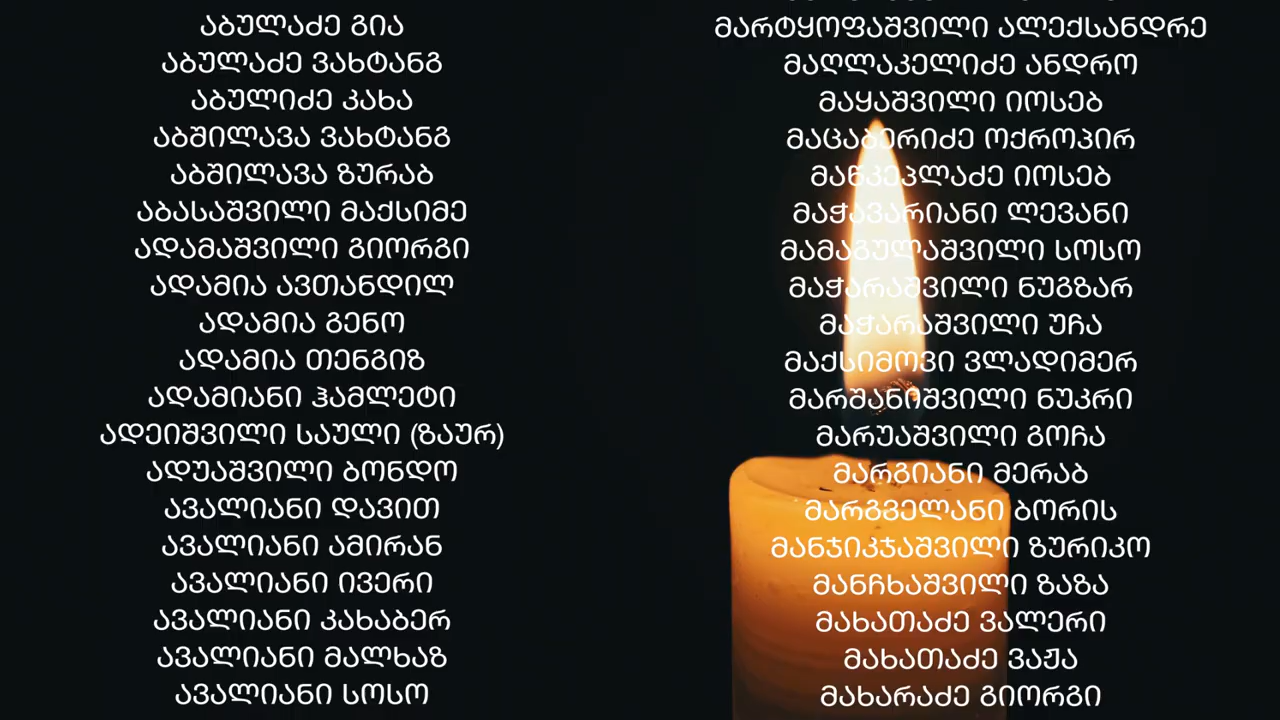 აბულაძე გია
აბულაძე ვახტანგ
აბულიძე კახა
აბშილავა ვახტანგ
აბშილავა ზურაბ
აბასაშვილი მაქსიმე
ადამაშვილი გიორგი
ადამია ავთანდილ
ადამია გენო
ადამია თენგიზ
ადამიანი ჰამლეტი
ადეიშვილი საული (ზაურ)
ადუაშვილი ბონდო
ავალიანი დავით
ავალიანი ამირან
ავალიანი ივერი
ავალიანი კახაბერ
ავალიანი მალხაზ
ავალიანი სოსო
მარტყოფაშვილი ალექსანდრე
მაღლაკელიძე ანდრო
მაყაშვილი იოსებ
მაცაბერიძე ოქროპირ
მაწკეპლაძე იოსებ
მაჭავარიანი ლევანი
მამაგულაშვილი სოსო
მაჭარაშვილი ნუგზარ
მაჭარაშვილი უჩა
მაქსიმოვი ვლადიმერ
მარშანიშვილი ნუკრი
მარუაშვილი გოჩა
მარგიანი მერაბ
მარგველანი ბორის
მანჯიკჯაშვილი ზურიკო
მანჩხაშვილი ზაზა
მახათაძე ვალერი
მახათაძე ვაჟა
მახარაძე გიორგი